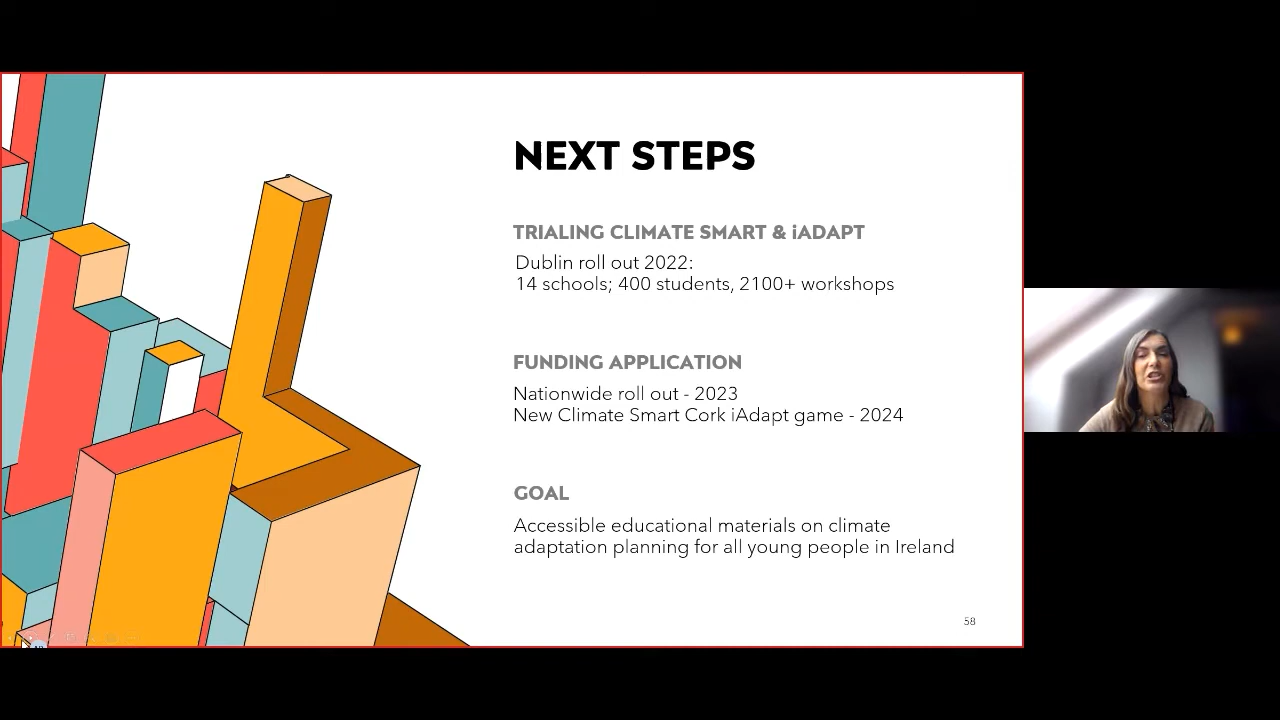 NEXT STEPS
TRIALING CLIMATE SMART & iADAPT
Dublin roll out 2022:
14 schools; 400 students, 2100+ workshops
FUNDING APPLICATION
Nationwide roll out - 2023
New Climate Smart Cork iAdapt game - 2024
GOAL
Accessible educational materials on climate
adaptation planning for all young people in Ireland
58